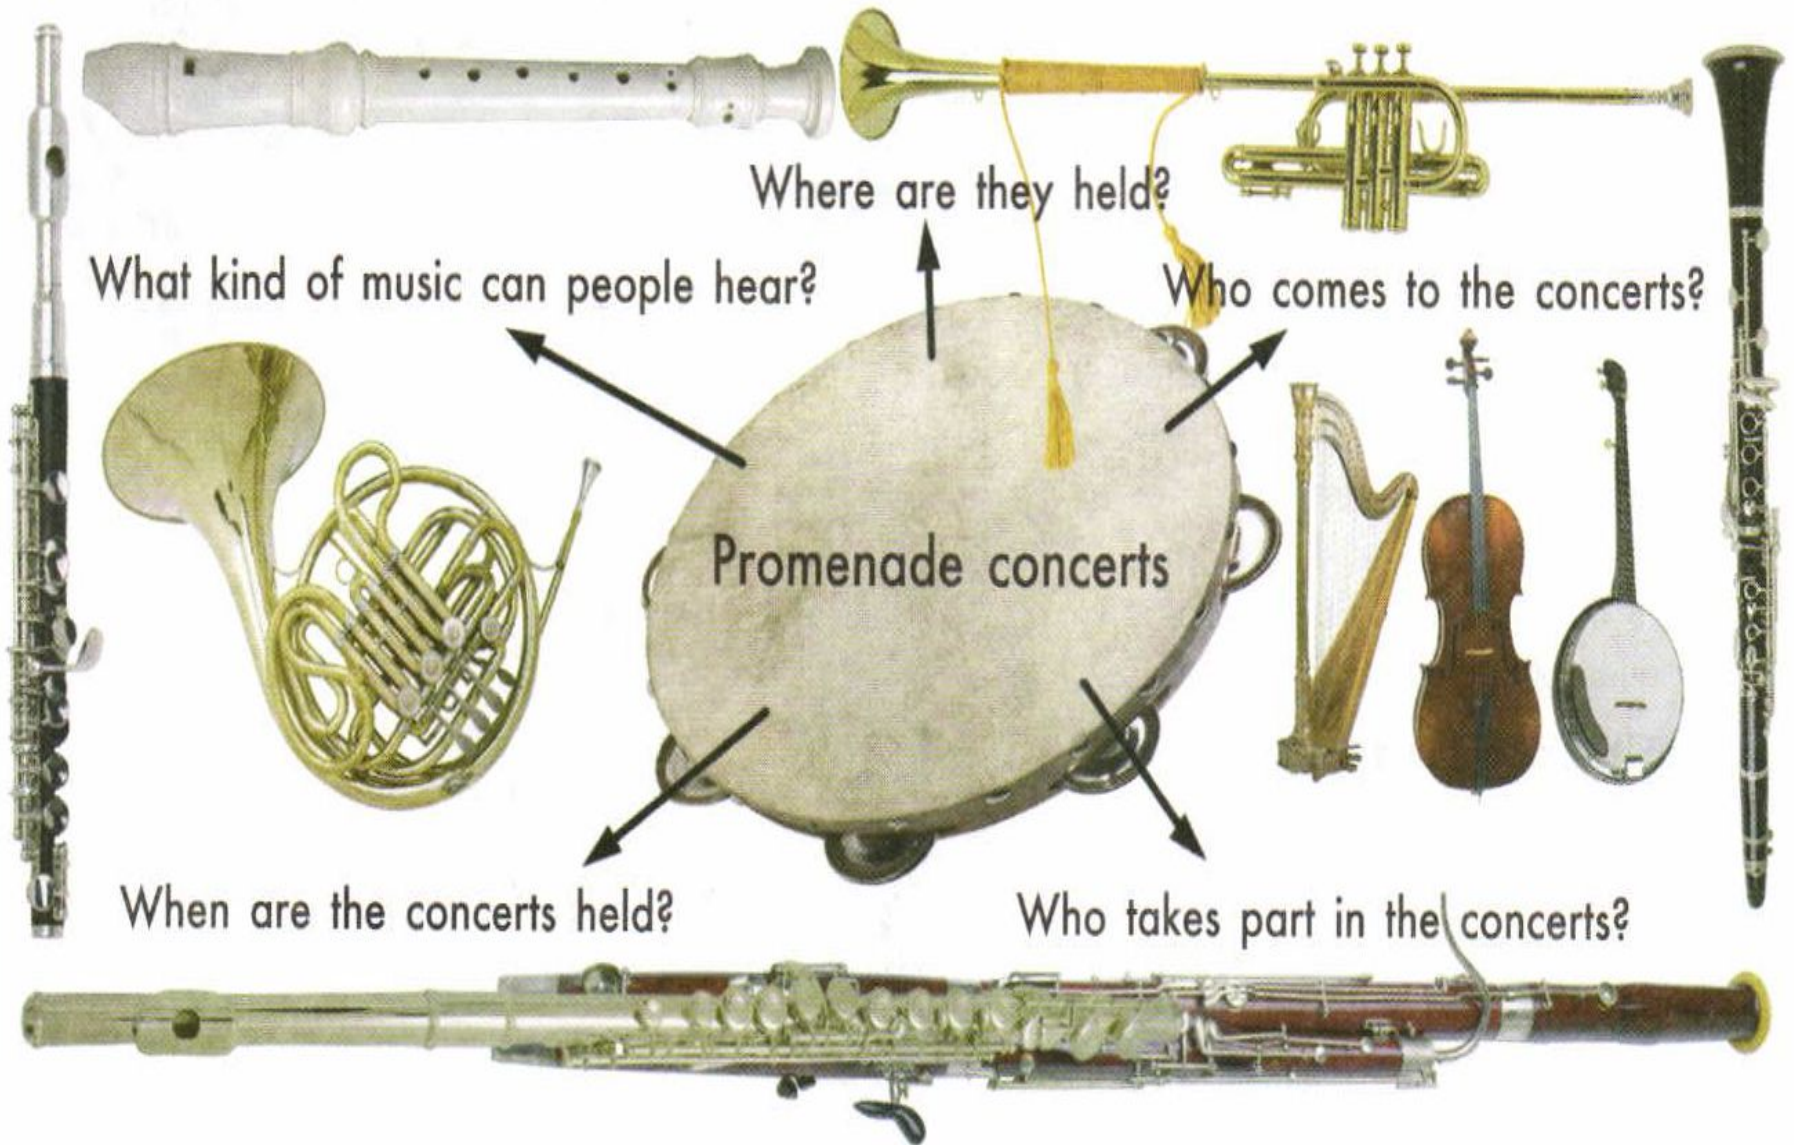 Where are they held?
What kind of music can people hear?
Who comes to the concerts?
Promenade concerts
When are the concerts held?
Who takes part in the concerts?